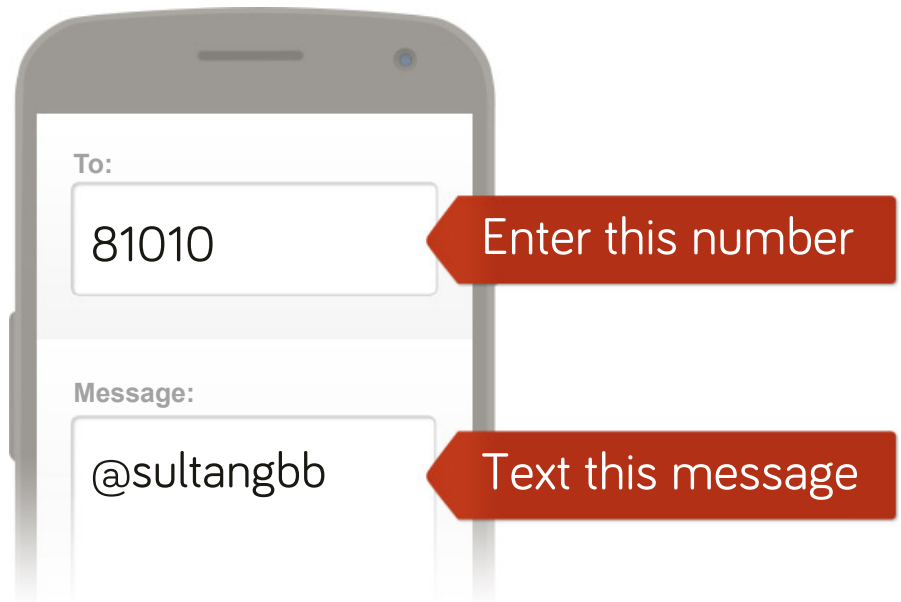 To:
81010
Enter this number
Message:
@sultangbb
Text this message